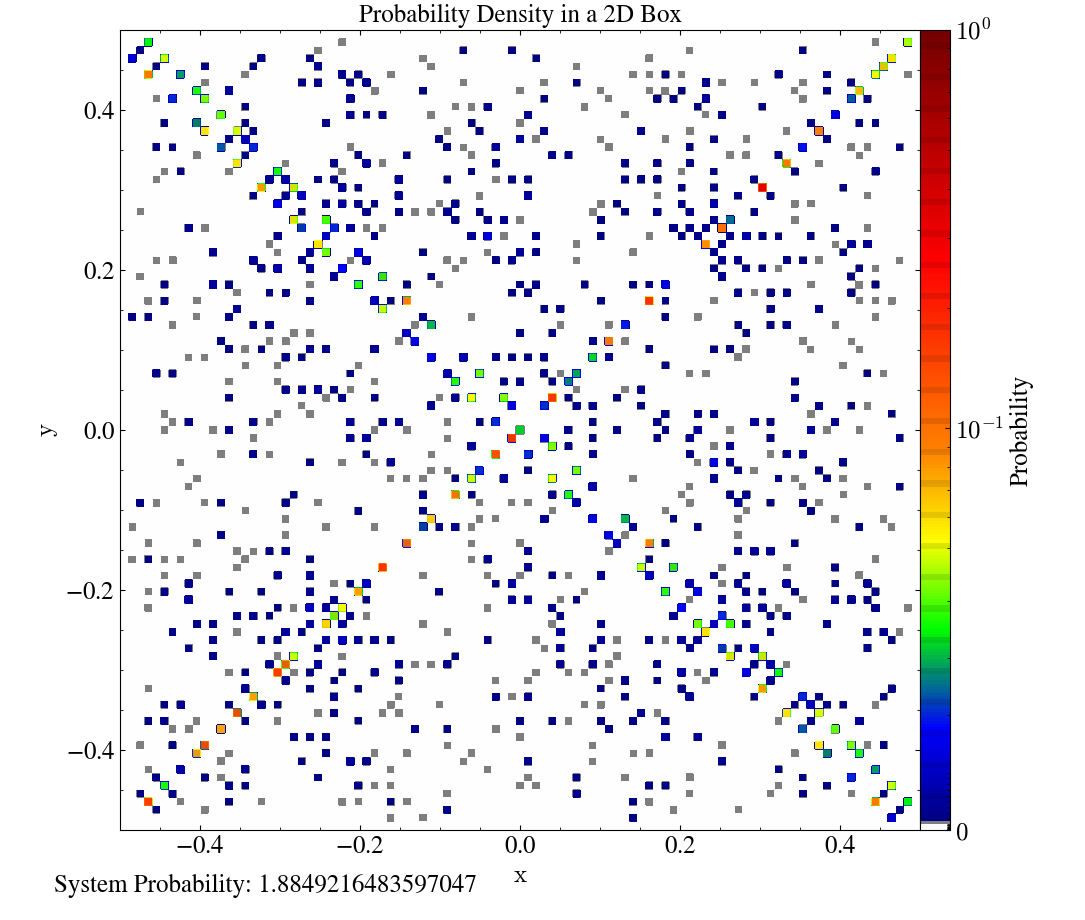 Probability Density in a 2D Box
10^0
0.4
0.2
y
0.0
10^−1
Probability
−0.2
−0.4
0
−0.4 −0.2 0.0 0.2 0.4
System Probability: 1.8849216483597047
x